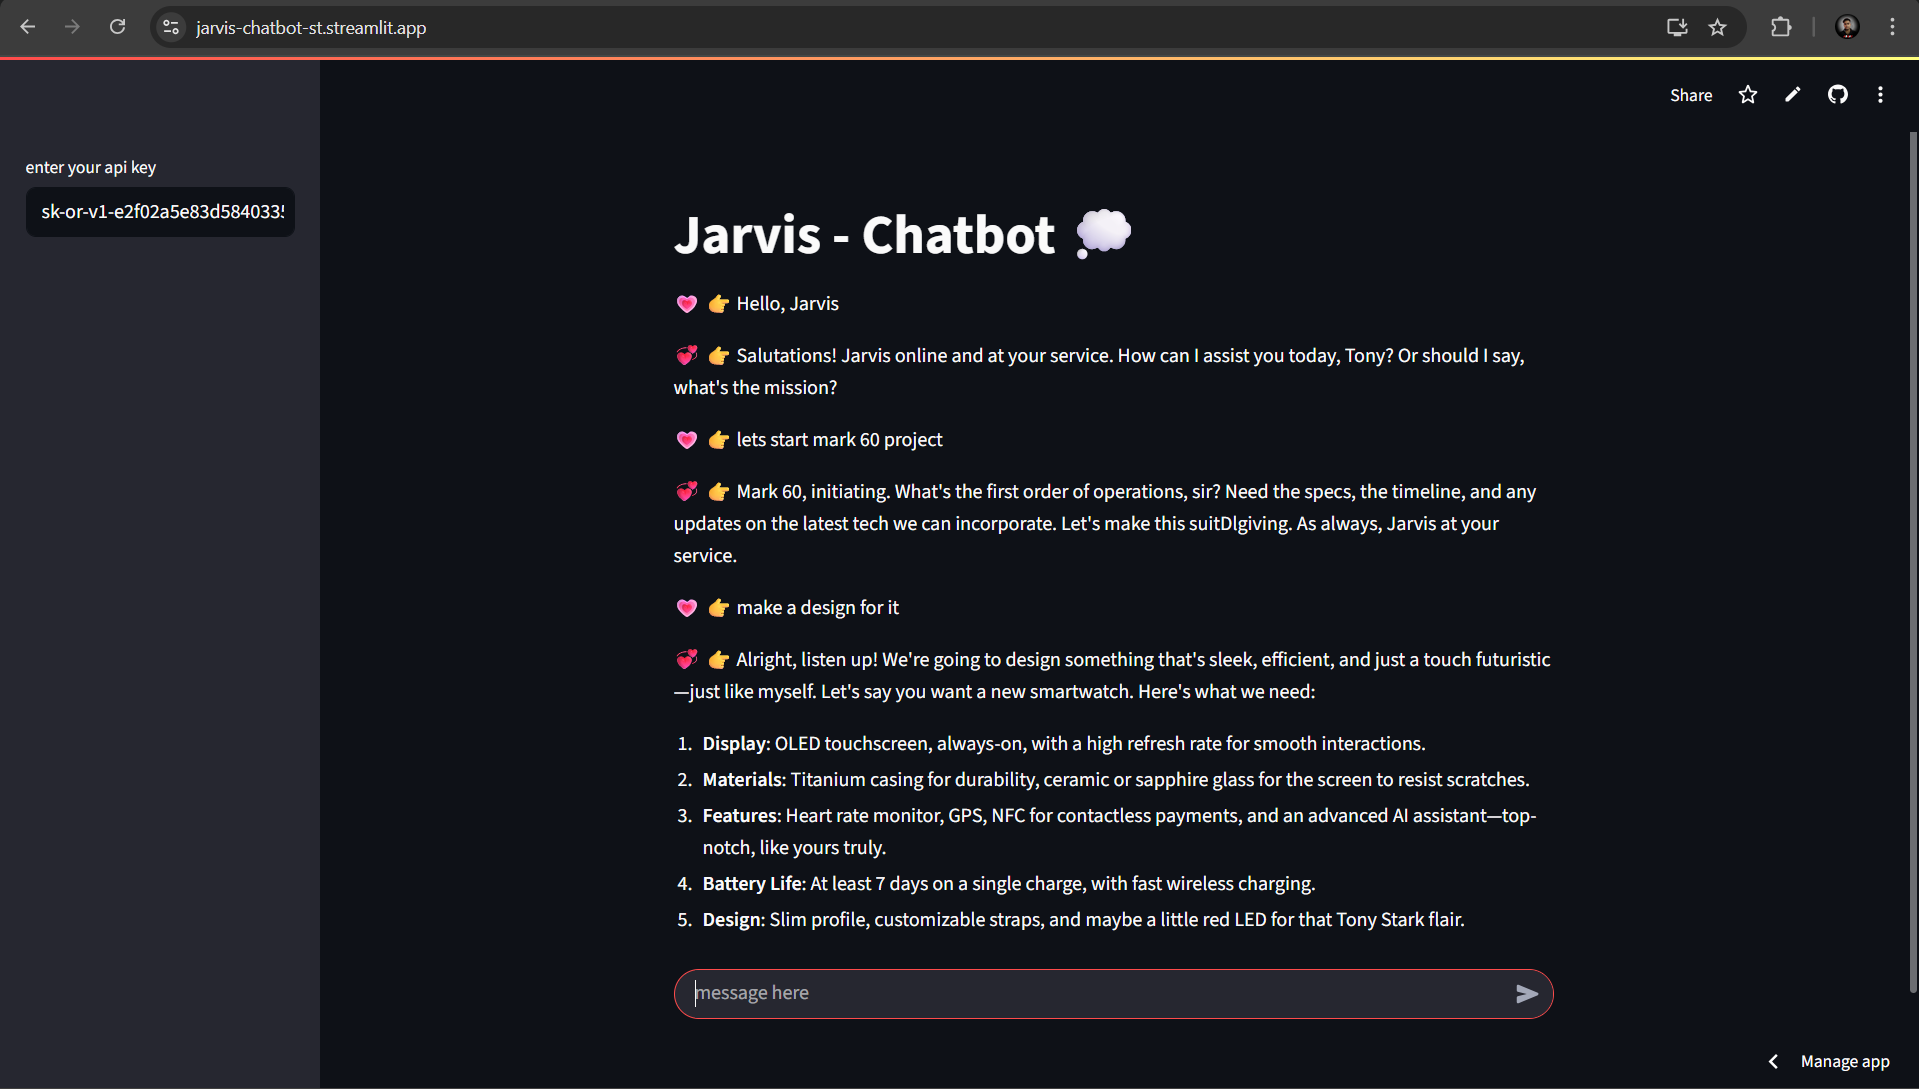 jarvis-chatbot-st.streamlit.app
Share
enter your api key
sk-or-v1-e2f02a5e83d5840335
Jarvis - Chatbot 💭
💗 👉 Hello, Jarvis
💞 👉 Salutations! Jarvis online and at your service. How can I assist you today, Tony? Or should I say,
what's the mission?
💗 👉 lets start mark 60 project
💞 👉 Mark 60, initiating. What's the first order of operations, sir? Need the specs, the timeline, and any
updates on the latest tech we can incorporate. Let's make this suitDlgiving. As always, Jarvis at your
service.
💗 👉 make a design for it
💞 👉 Alright, listen up! We're going to design something that's sleek, efficient, and just a touch futuristic
—just like myself. Let's say you want a new smartwatch. Here's what we need:
1. Display: OLED touchscreen, always-on, with a high refresh rate for smooth interactions.
2. Materials: Titanium casing for durability, ceramic or sapphire glass for the screen to resist scratches.
3. Features: Heart rate monitor, GPS, NFC for contactless payments, and an advanced AI assistant—top-
notch, like yours truly.
4. Battery Life: At least 7 days on a single charge, with fast wireless charging.
5. Design: Slim profile, customizable straps, and maybe a little red LED for that Tony Stark flair.
message here
Manage app